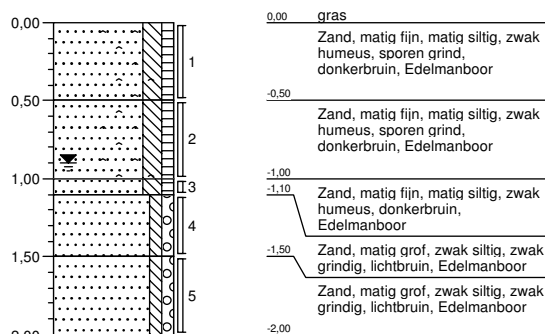 0,00
0,50
1,00
1,50
2,00
1
2
3
4
5
0,00 gras
Zand, matig fijn, matig siltig, zwak
humeus, sporen grind,
donkerbruin, Edelmanboor
-0,50
Zand, matig fijn, matig siltig, zwak
humeus, sporen grind,
donkerbruin, Edelmanboor
-1,00
Zand, matig fijn, matig siltig, zwak
humeus, donkerbruin,
Edelmanboor
-1,10
Zand, matig grof, zwak siltig, zwak
grindig, lichtbruin, Edelmanboor
-1,50
Zand, matig grof, zwak siltig, zwak
grindig, lichtbruin, Edelmanboor
-2,00